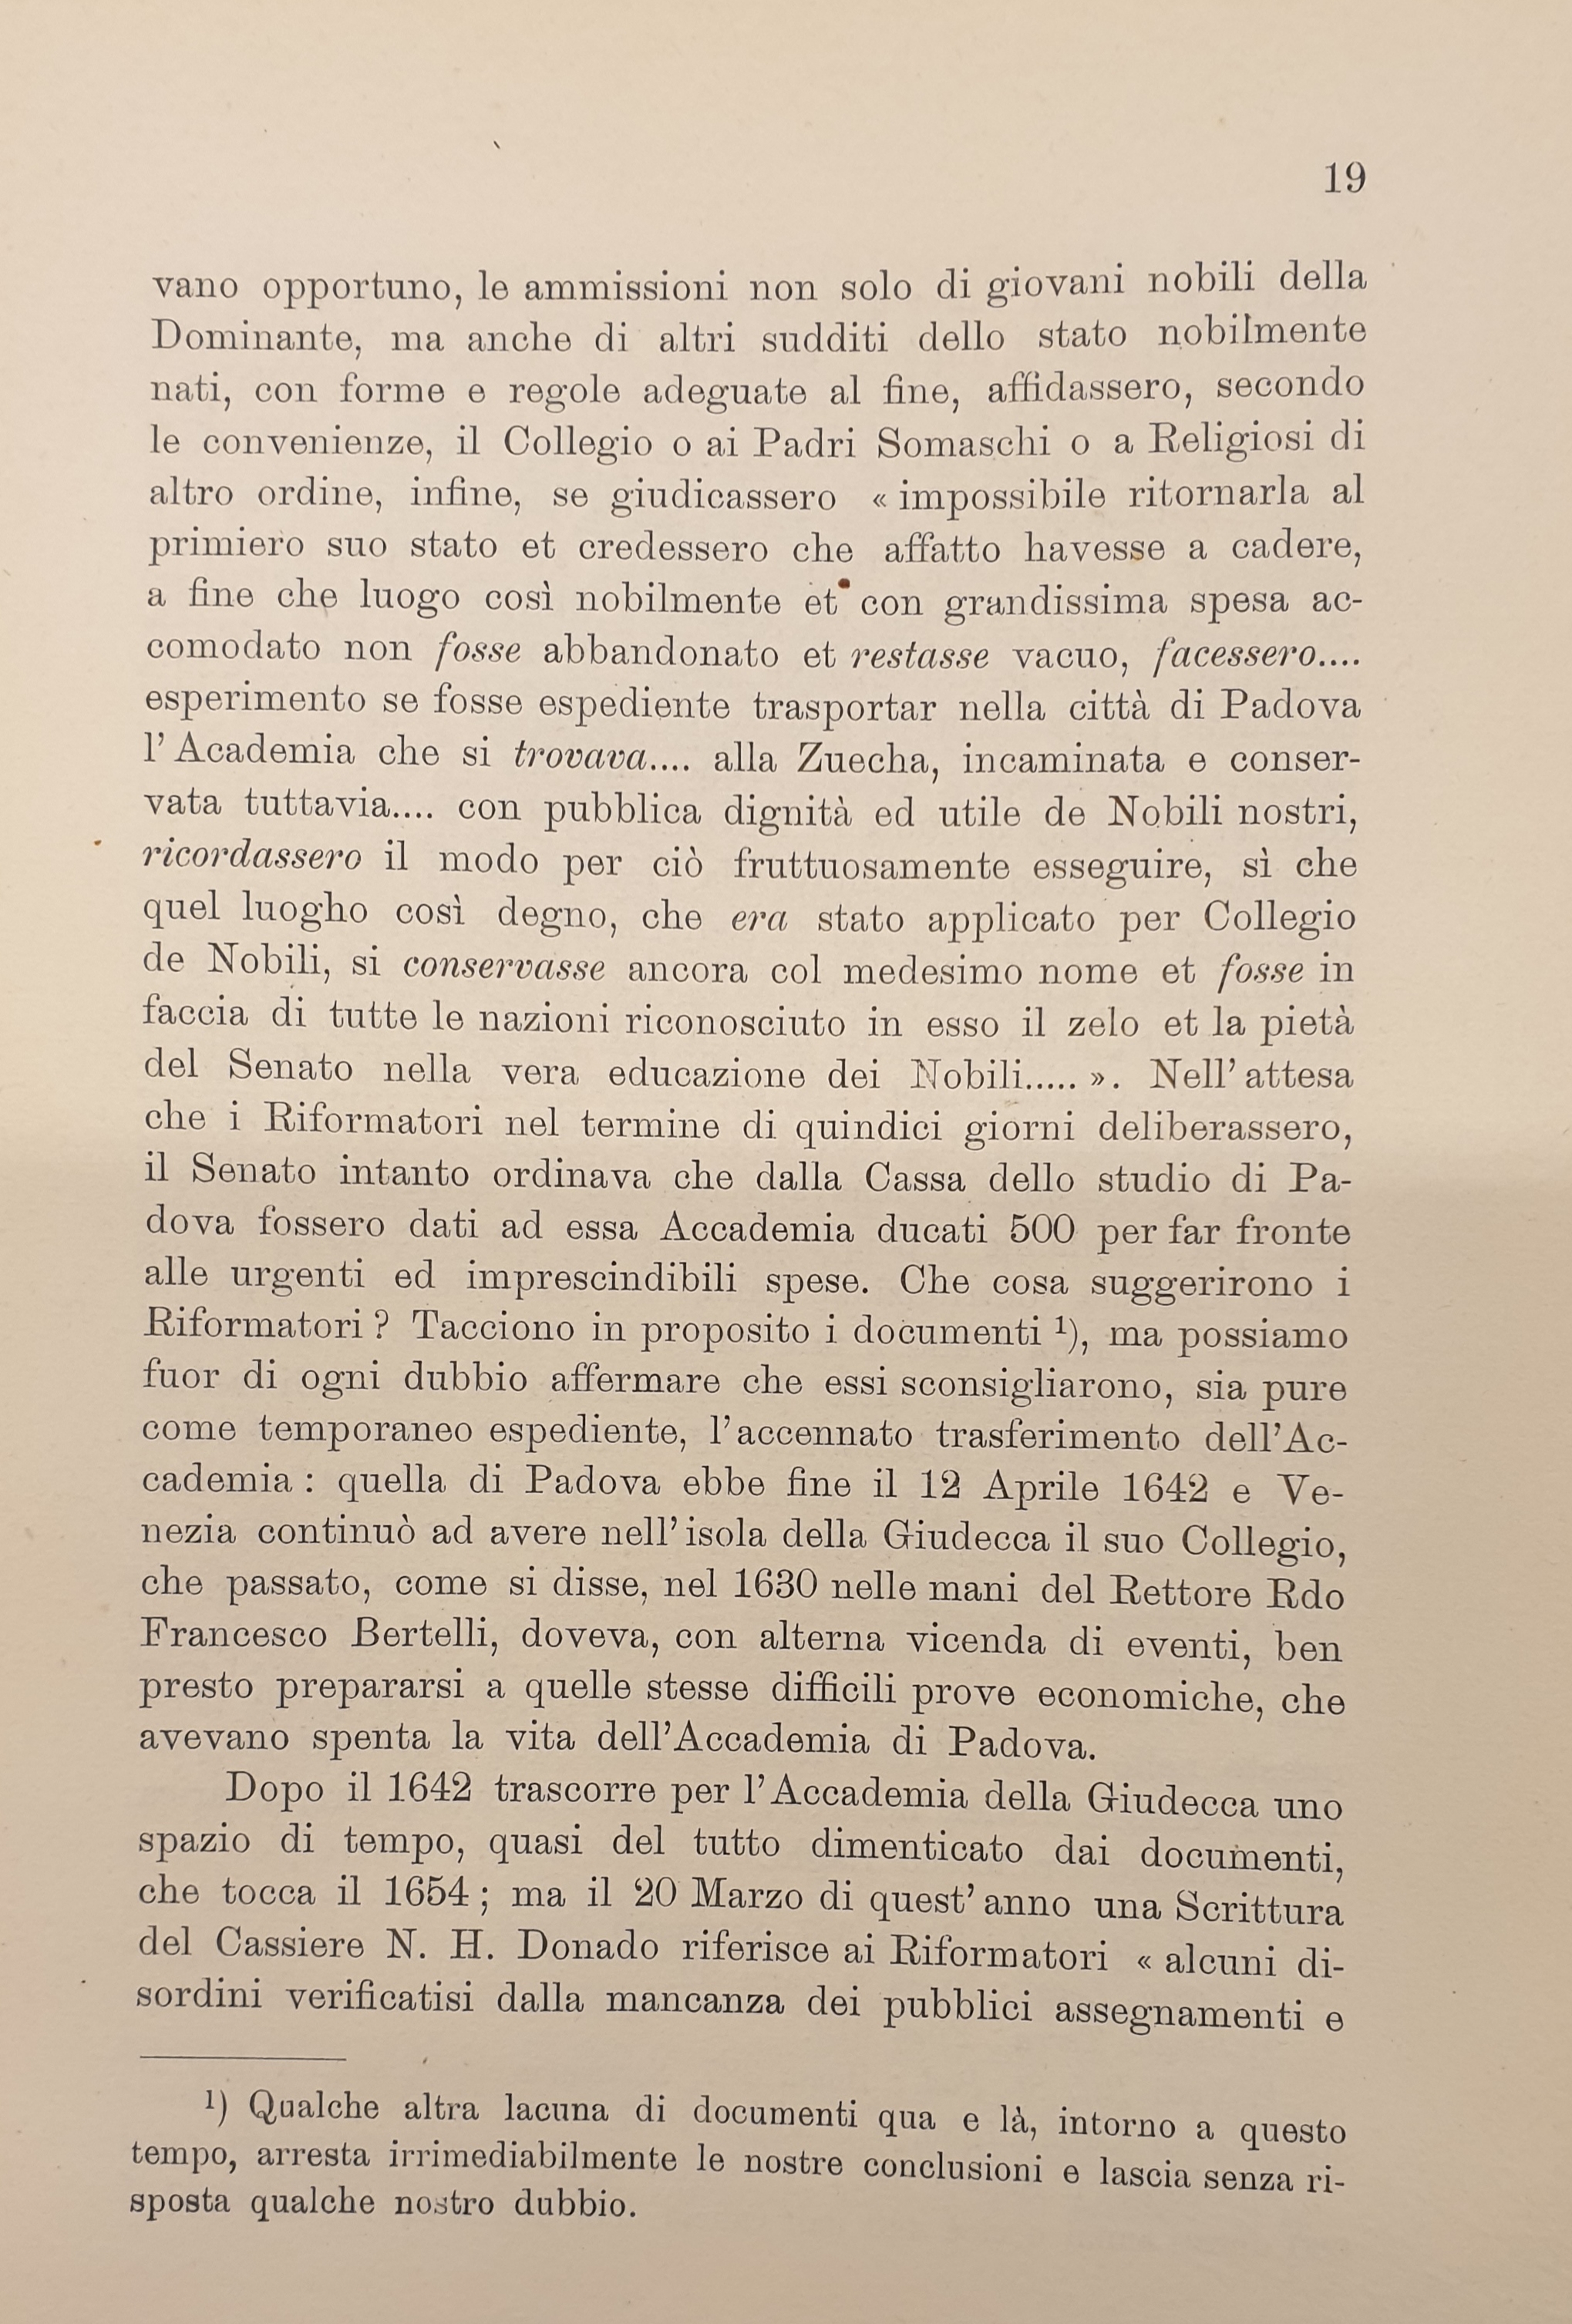 19
vano opportuno, le ammissioni non solo di giovani nobili della
Dominante, ma anche di altri sudditi dello stato nobilmente
nati, con forme e regole adeguate al fine, affidassero, secondo
le convenienze, il Collegio o ai Padri Somaschi o a Religiosi di
altro ordine, infine, se giudicassero « impossibile ritornarla al
primiero suo stato et credessero che affatto havesse a cadere,
a fine che luogo così nobilmente et con grandissima spesa ac-
comodato non fosse abbandonato et restasse vacuo, facessero....
esperimento se fosse espediente trasportar nella città di Padova
l' Academia che si trovava.... alla Zuecha, incaminata e conser-
vata tuttavia.... con pubblica dignità ed utile de Nobili nostri,
ricordassero il modo per ciò fruttuosamente esseguire, sì che
quel luogho così degno, che era stato applicato per Collegio
de Nobili, si conservasse ancora col medesimo nome et fosse in
faccia di tutte le nazioni riconosciuto in esso il zelo et la pietà
del Senato nella vera educazione dei Nobili..... ». Nell' attesa
che i Riformatori nel termine di quindici giorni deliberassero,
il Senato intanto ordinava che dalla Cassa dello studio di Pa-
dova fossero dati ad essa Accademia ducati 500 per far fronte
alle urgenti ed imprescindibili spese. Che cosa suggerirono i
Riformatori ? Tacciono in proposito i documenti ¹), ma possiamo
fuor di ogni dubbio affermare che essi sconsigliarono, sia pure
come temporaneo espediente, l'accennato trasferimento dell'Ac-
cademia : quella di Padova ebbe fine il 12 Aprile 1642 e Ve-
nezia continuò ad avere nell' isola della Giudecca il suo Collegio,
che passato, come si disse, nel 1630 nelle mani del Rettore Rdo
Francesco Bertelli, doveva, con alterna vicenda di eventi, ben
presto prepararsi a quelle stesse difficili prove economiche, che
avevano spenta la vita dell'Accademia di Padova.
Dopo il 1642 trascorre per l' Accademia della Giudecca uno
spazio di tempo, quasi del tutto dimenticato dai documenti,
che tocca il 1654 ; ma il 20 Marzo di quest' anno una Scrittura
del Cassiere N. H. Donado riferisce ai Riformatori « alcuni di-
sordini verificatisi dalla mancanza dei pubblici assegnamenti e
¹) Qualche altra lacuna di documenti qua e là, intorno a questo
tempo, arresta irrimediabilmente le nostre conclusioni e lascia senza ri-
sposta qualche nostro dubbio.